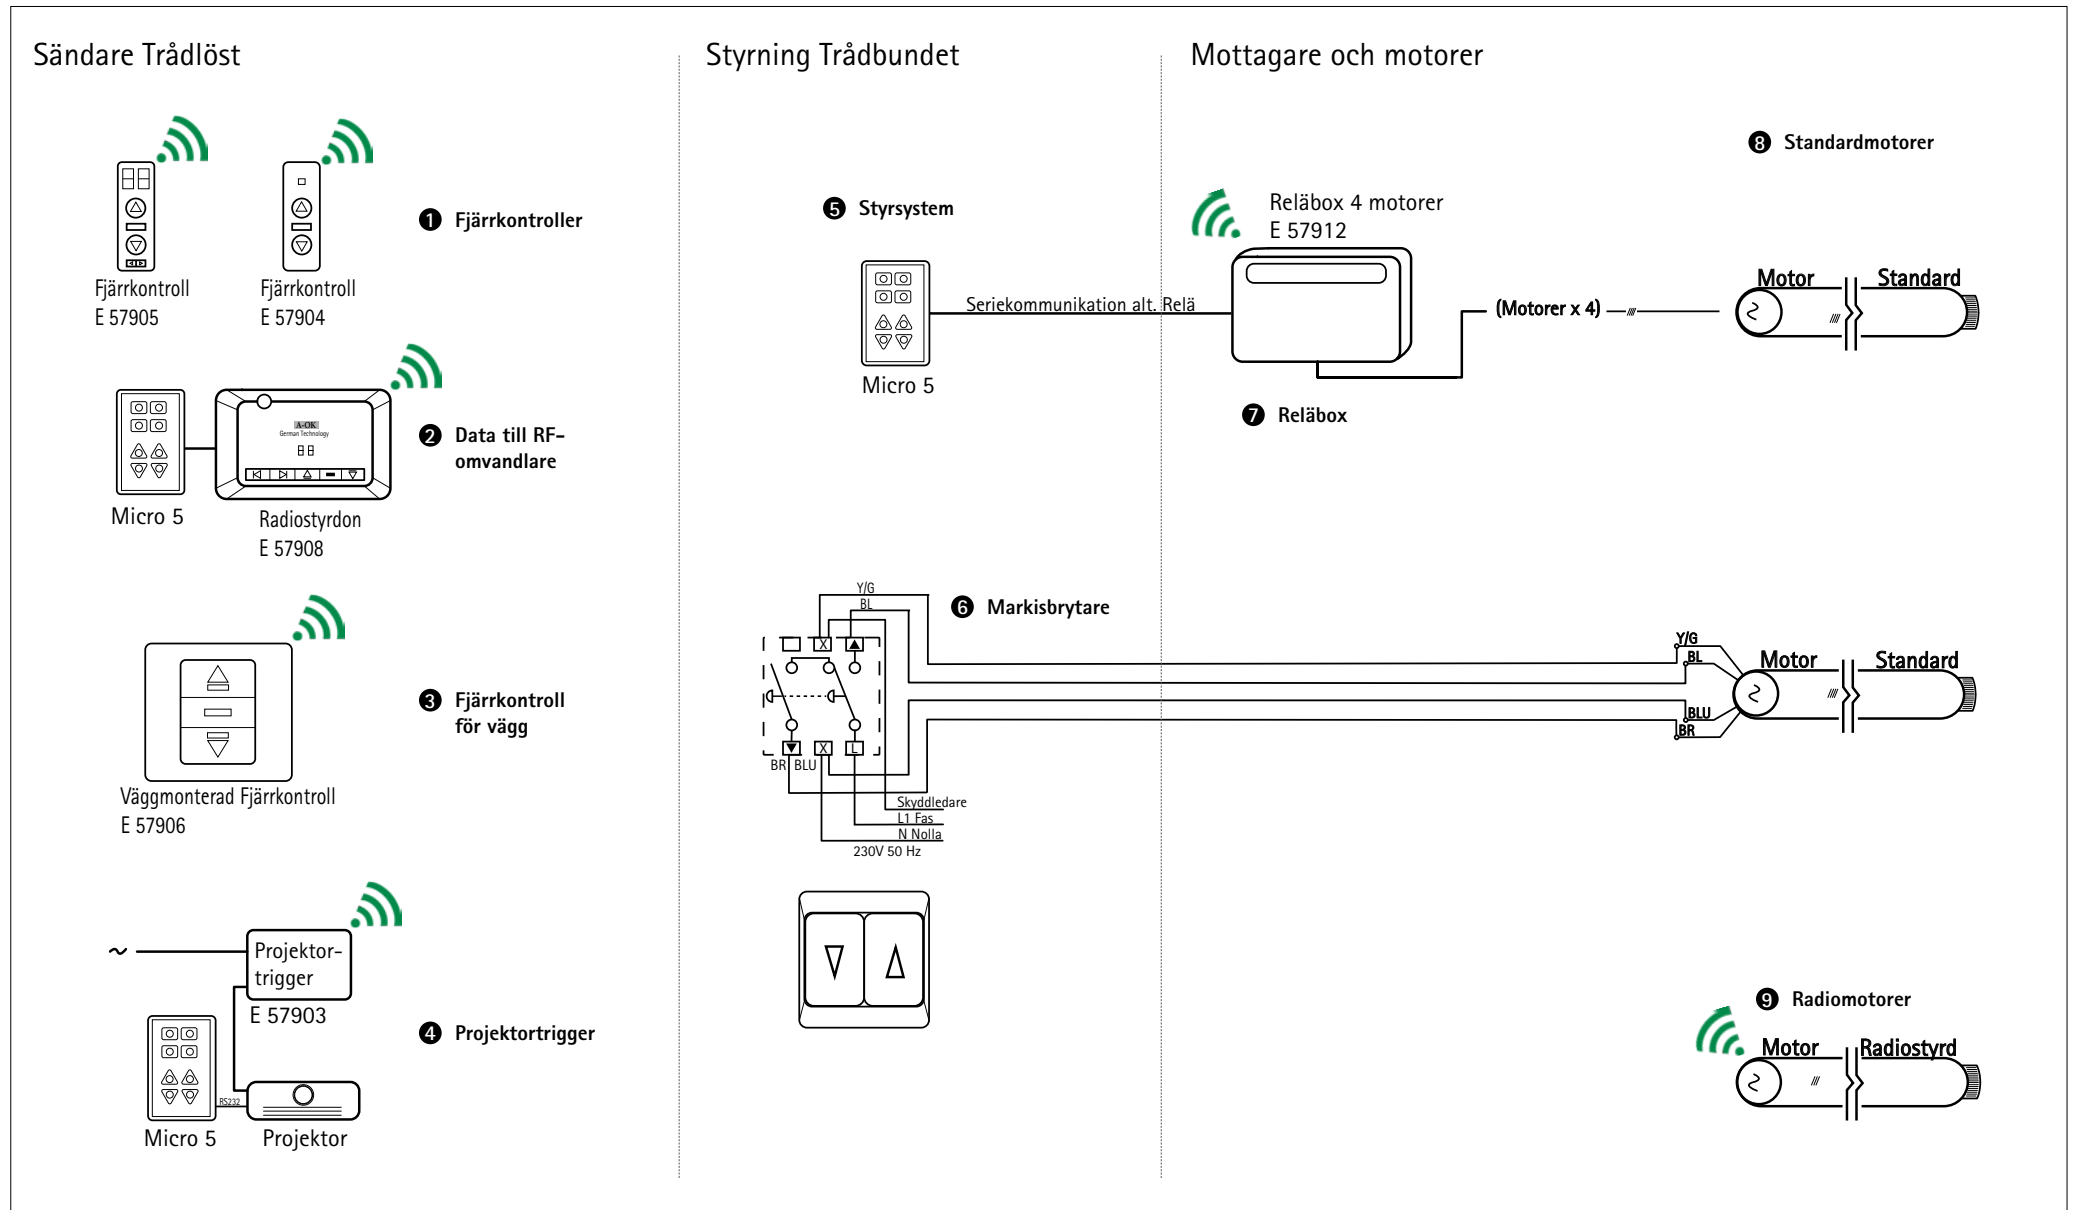 Sändare Trådlöst
Fjärrkontroll
E 57905
Fjärrkontroll
E 57904
1 Fjärrkontroller
A-OK
German Technology
Micro 5
Radiostyrdon
E 57908
2 Data till RF-
omvandlare
Väggmonterad Fjärrkontroll
E 57906
3 Fjärrkontroll
för vägg
~
Projektor-
trigger
E 57903
RS232
Micro 5
Projektor
4 Projektortrigger
Styrning Trådbundet
5 Styrsystem
Micro 5
Seriekommunikation alt. Relä
6 Markisbrytare
Y/G
BL
X
X
L
BR
BLU
Skyddledare
L1 Fas
N Nolla
230V 50 Hz
Mottagare och motorer
Reläbox 4 motorer
E 57912
7 Reläbox
(Motorer x 4)
8 Standardmotorer
Motor
Standard
Y/G
BL
BLU
BR
Motor
Standard
9 Radiomotorer
Motor
Radiostyrd